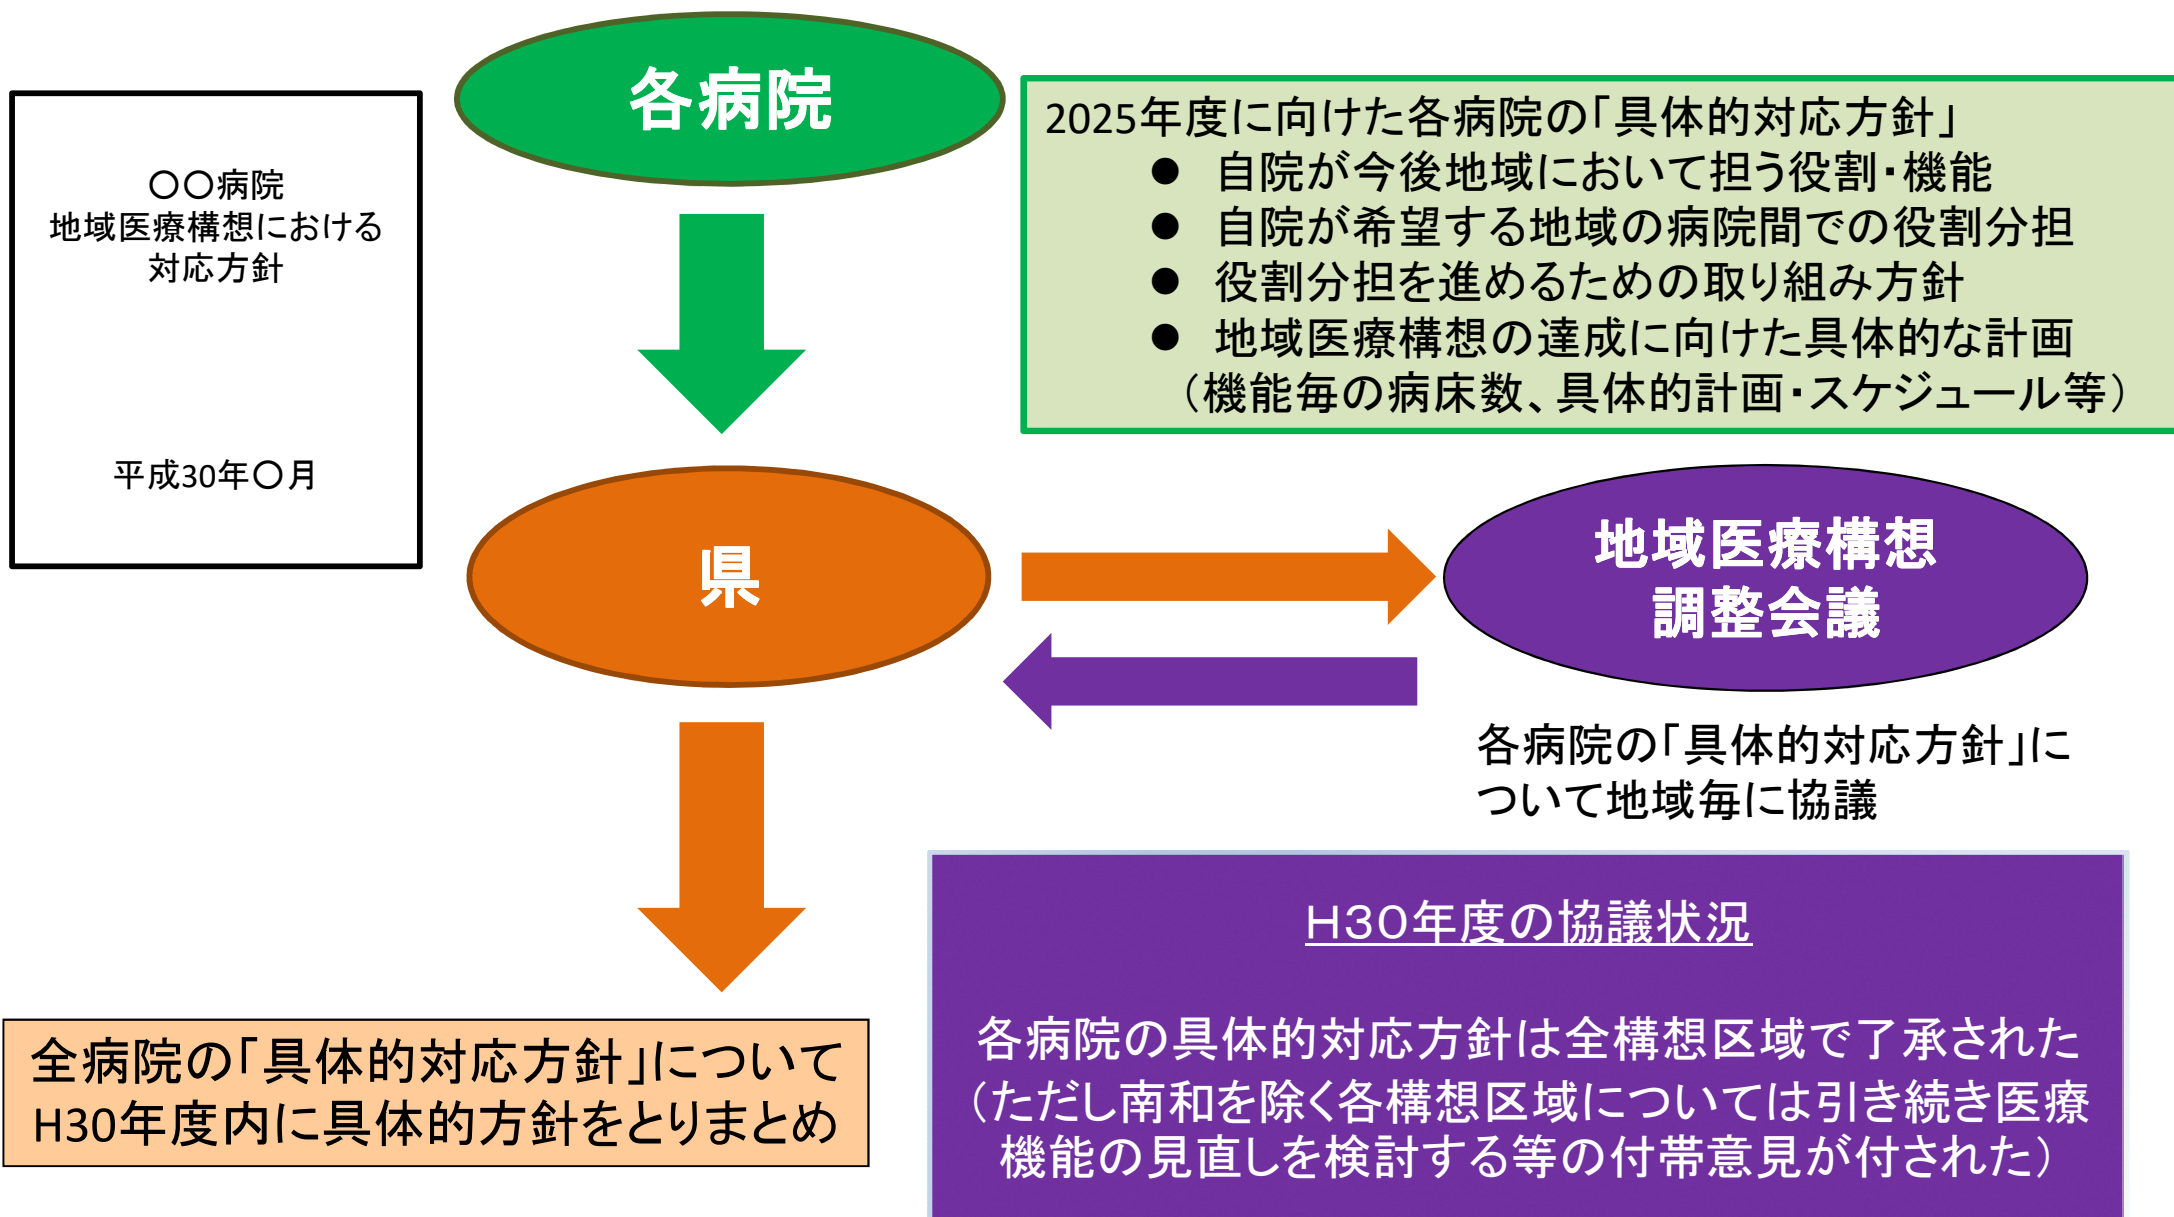 各病院
〇〇病院
地域医療構想における
対応方針
平成30年〇月
2025年度に向けた各病院の「具体的対応方針」
● 自院が今後地域において担う役割・機能
● 自院が希望する地域の病院間での役割分担
● 役割分担を進めるための取り組み方針
● 地域医療構想の達成に向けた具体的な計画
（機能毎の病床数、具体的計画・スケジュール等）
県
地域医療構想
調整会議
各病院の「具体的対応方針」に
ついて地域毎に協議
全病院の「具体的対応方針」について
H30年度内に具体的方針をとりまとめ
Ｈ３０年度の協議状況
各病院の具体的対応方針は全構想区域で了承された
（ただし南和を除く各構想区域については引き続き医療
機能の見直しを検討する等の付帯意見が付された）